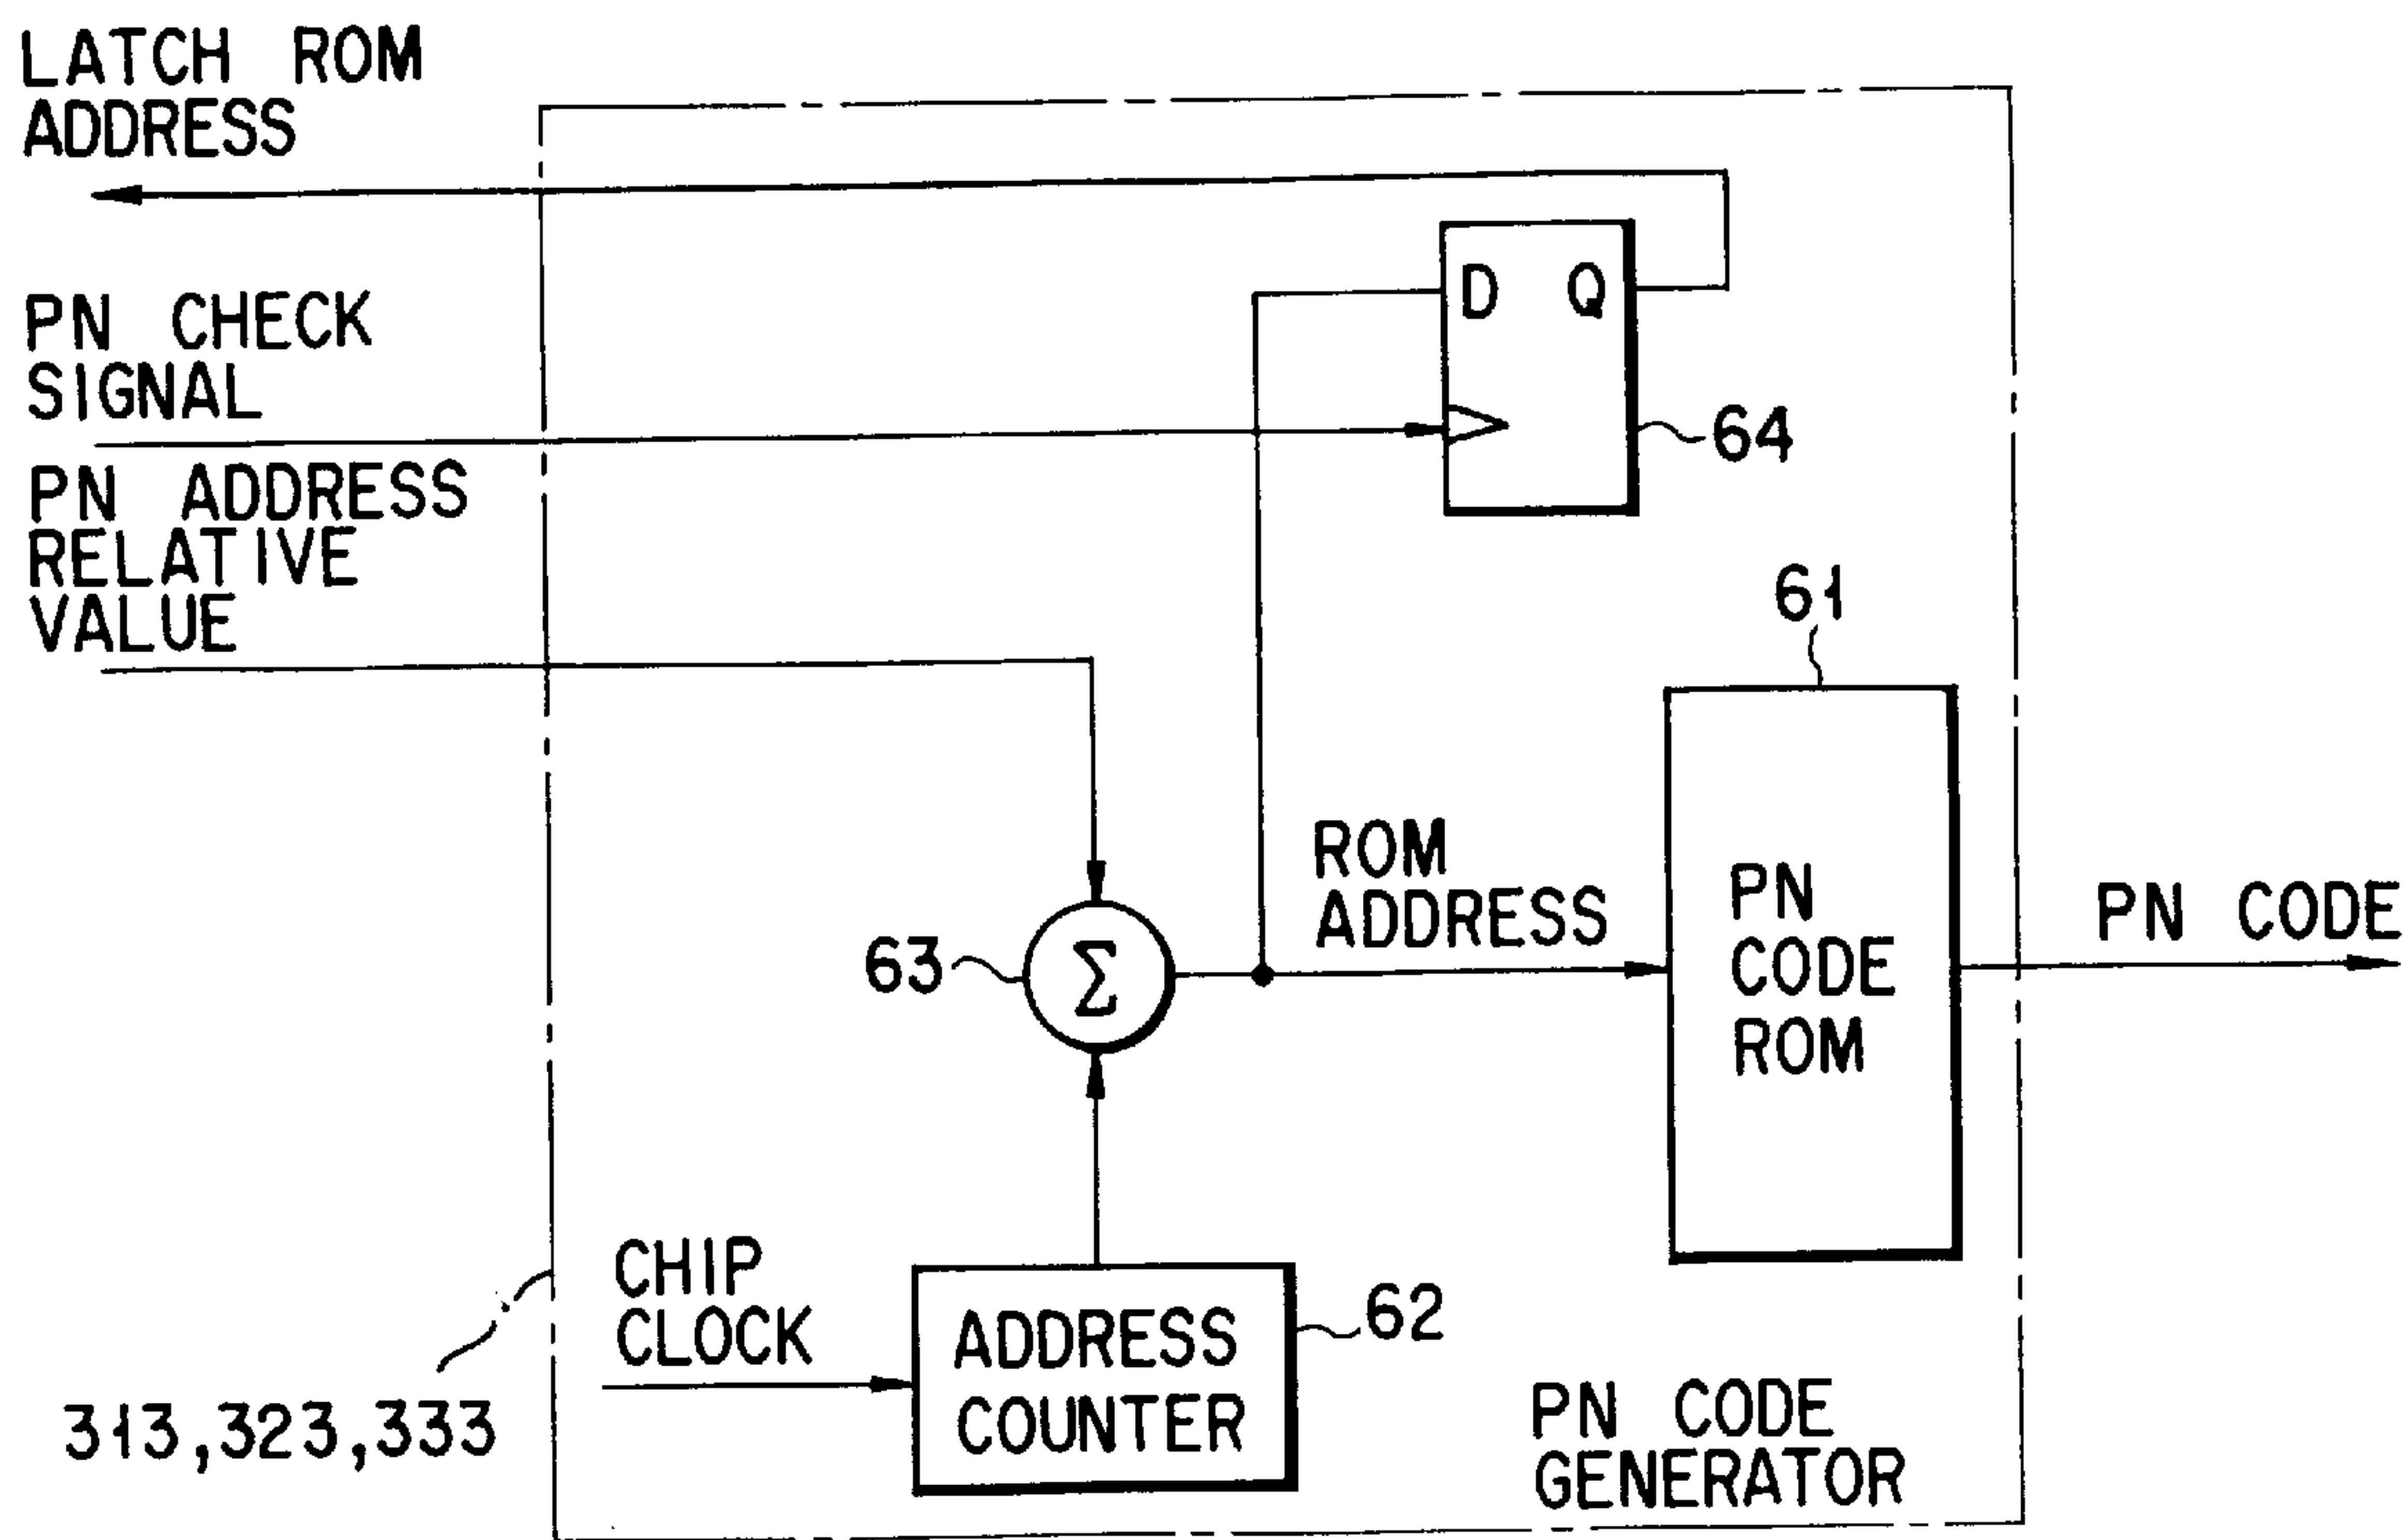 LATCH ROM
ADDRESS
PN CHECK
SIGNAL
D Q
64
PN ADDRESS
RELATIVE
VALUE
61
ROM
ADDRESS
63
Σ
PN
CODE
ROM
PN CODE
CHIP
CLOCK
ADDRESS
COUNTER
62
313,323,333
PN CODE
GENERATOR